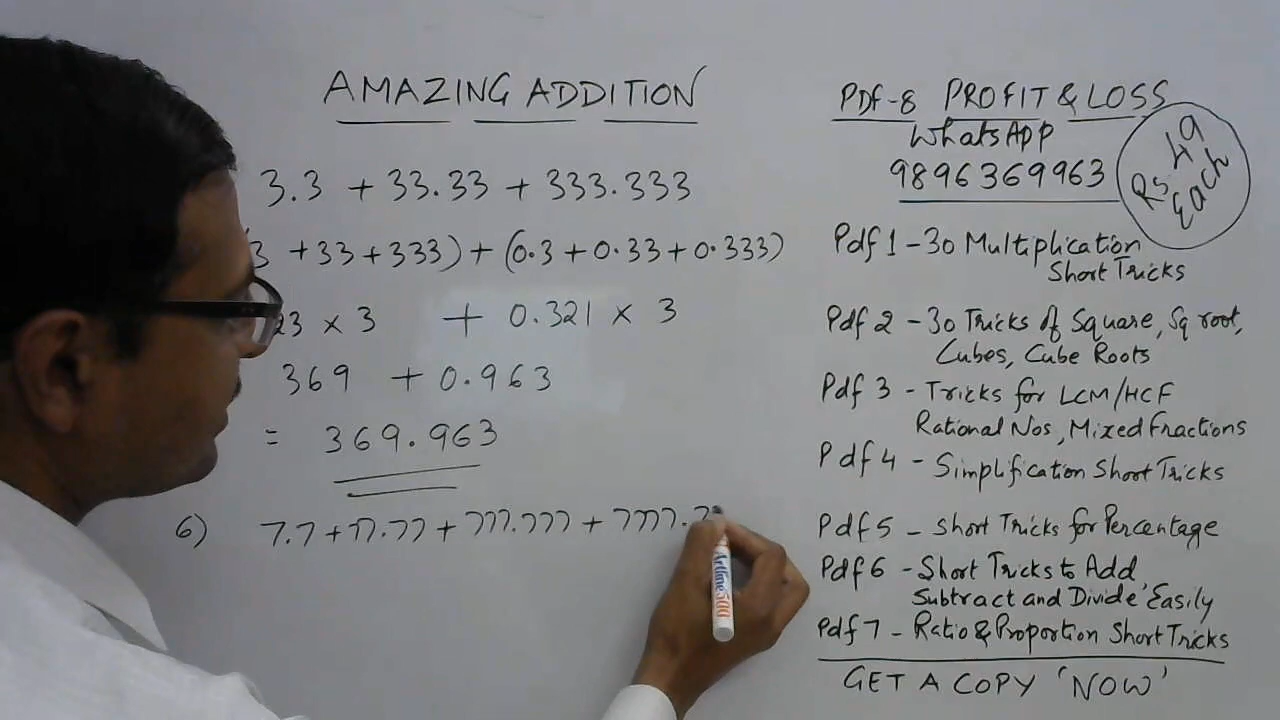 AMAZING ADDITION
3.3 + 33.33 + 333.333
3 + 33 + 333) + (0.3 + 0.33 + 0.333)
23 × 3 + 0.321 × 3
369 + 0.963
= 369.963
6) 7.7 + 77.77 + 777.777 + 7777.7
Artline 500A
Pdf-8 PROFIT & LOSS
WhatsAPP
9896369963
Rs. 49
Each
Pdf 1 - 30 Multiplication
Short Tricks
Pdf 2 - 30 Tricks of Square, Sq root,
Cubes, Cube Roots
Pdf 3 - Tricks for LCM/HCF
Rational Nos, Mixed Fractions
Pdf 4 - Simplification Short Tricks
Pdf 5 - Short Tricks for Percentage
Pdf 6 - Short Tricks to Add,
Subtract and Divide Easily
Pdf 7 - Ratio & Proportion Short Tricks
GET A COPY 'NOW'